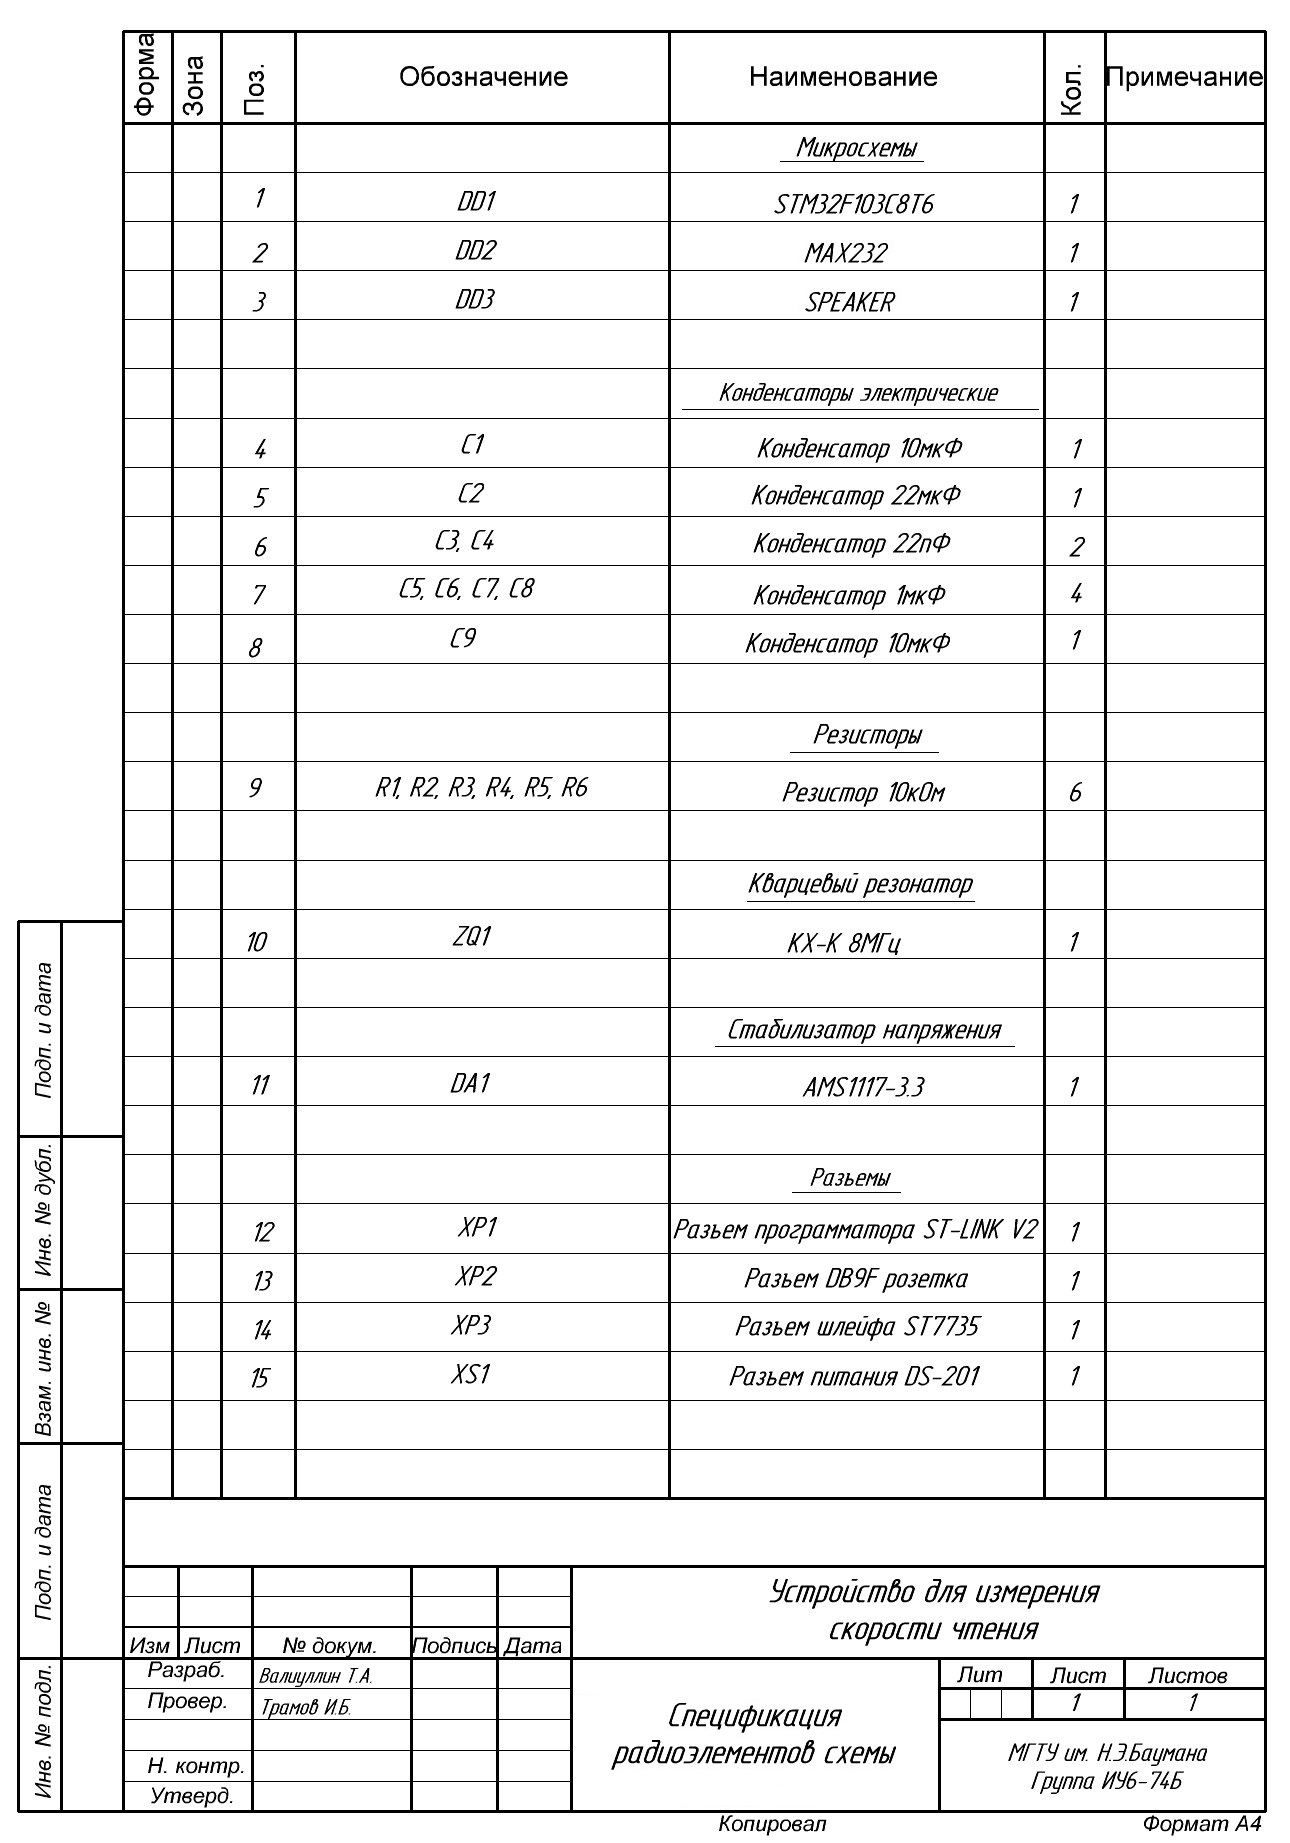 Форма Зона Поз. Обозначение Наименование Кол. Примечание
Микросхемы
1 DD1 STM32F103C8T6 1
2 DD2 MAX232 1
3 DD3 SPEAKER 1
Конденсаторы электрические
4 C1 Конденсатор 10мкФ 1
5 C2 Конденсатор 22мкФ 1
6 C3, C4 Конденсатор 22пФ 2
7 C5, C6, C7, C8 Конденсатор 1мкФ 4
8 C9 Конденсатор 10мкФ 1
Резисторы
9 R1, R2, R3, R4, R5, R6 Резистор 10кОм 6
Кварцевый резонатор
10 ZQ1 KX-K 8МГц 1
Стабилизатор напряжения
11 DA1 AMS1117-3.3 1
Разьемы
12 XP1 Разьем программатора ST-LINK V2 1
13 XP2 Разьем DB9F розетка 1
14 XP3 Разьем шлейфа ST7735 1
15 XS1 Разьем питания DS-201 1
Подп. и дата
Инв. № дубл.
Взам. инв. №
Подп. и дата
Инв. № подл.
Устройство для измерения
скорости чтения
Изм Лист № докум. Подпись Дата
Разраб. Валиуллин Т.А.
Провер. Трамов И.Б.
Н. контр.
Утверд.
Спецификация
радиоэлементов схемы
Лит Лист Листов
1 1
МГТУ им. Н.Э.Баумана
Группа ИУ6-74Б
Копировал Формат А4